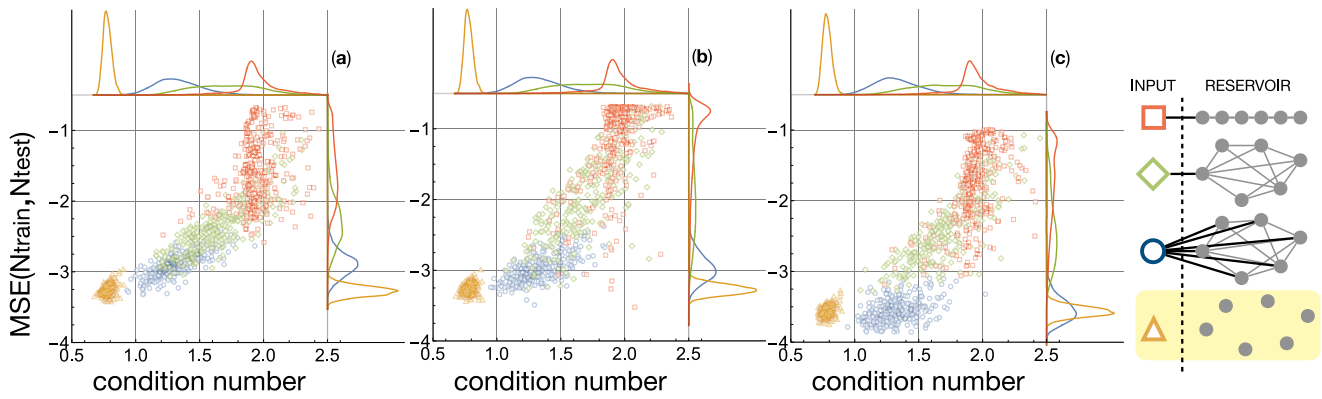 (a)
(b)
(c)
INPUT RESERVOIR
MSE(Ntrain,Ntest)
−1
−2
−3
−4
0.5 1.0 1.5 2.0 2.5
condition number
−1
−2
−3
−4
0.5 1.0 1.5 2.0 2.5
condition number
−1
−2
−3
−4
0.5 1.0 1.5 2.0 2.5
condition number